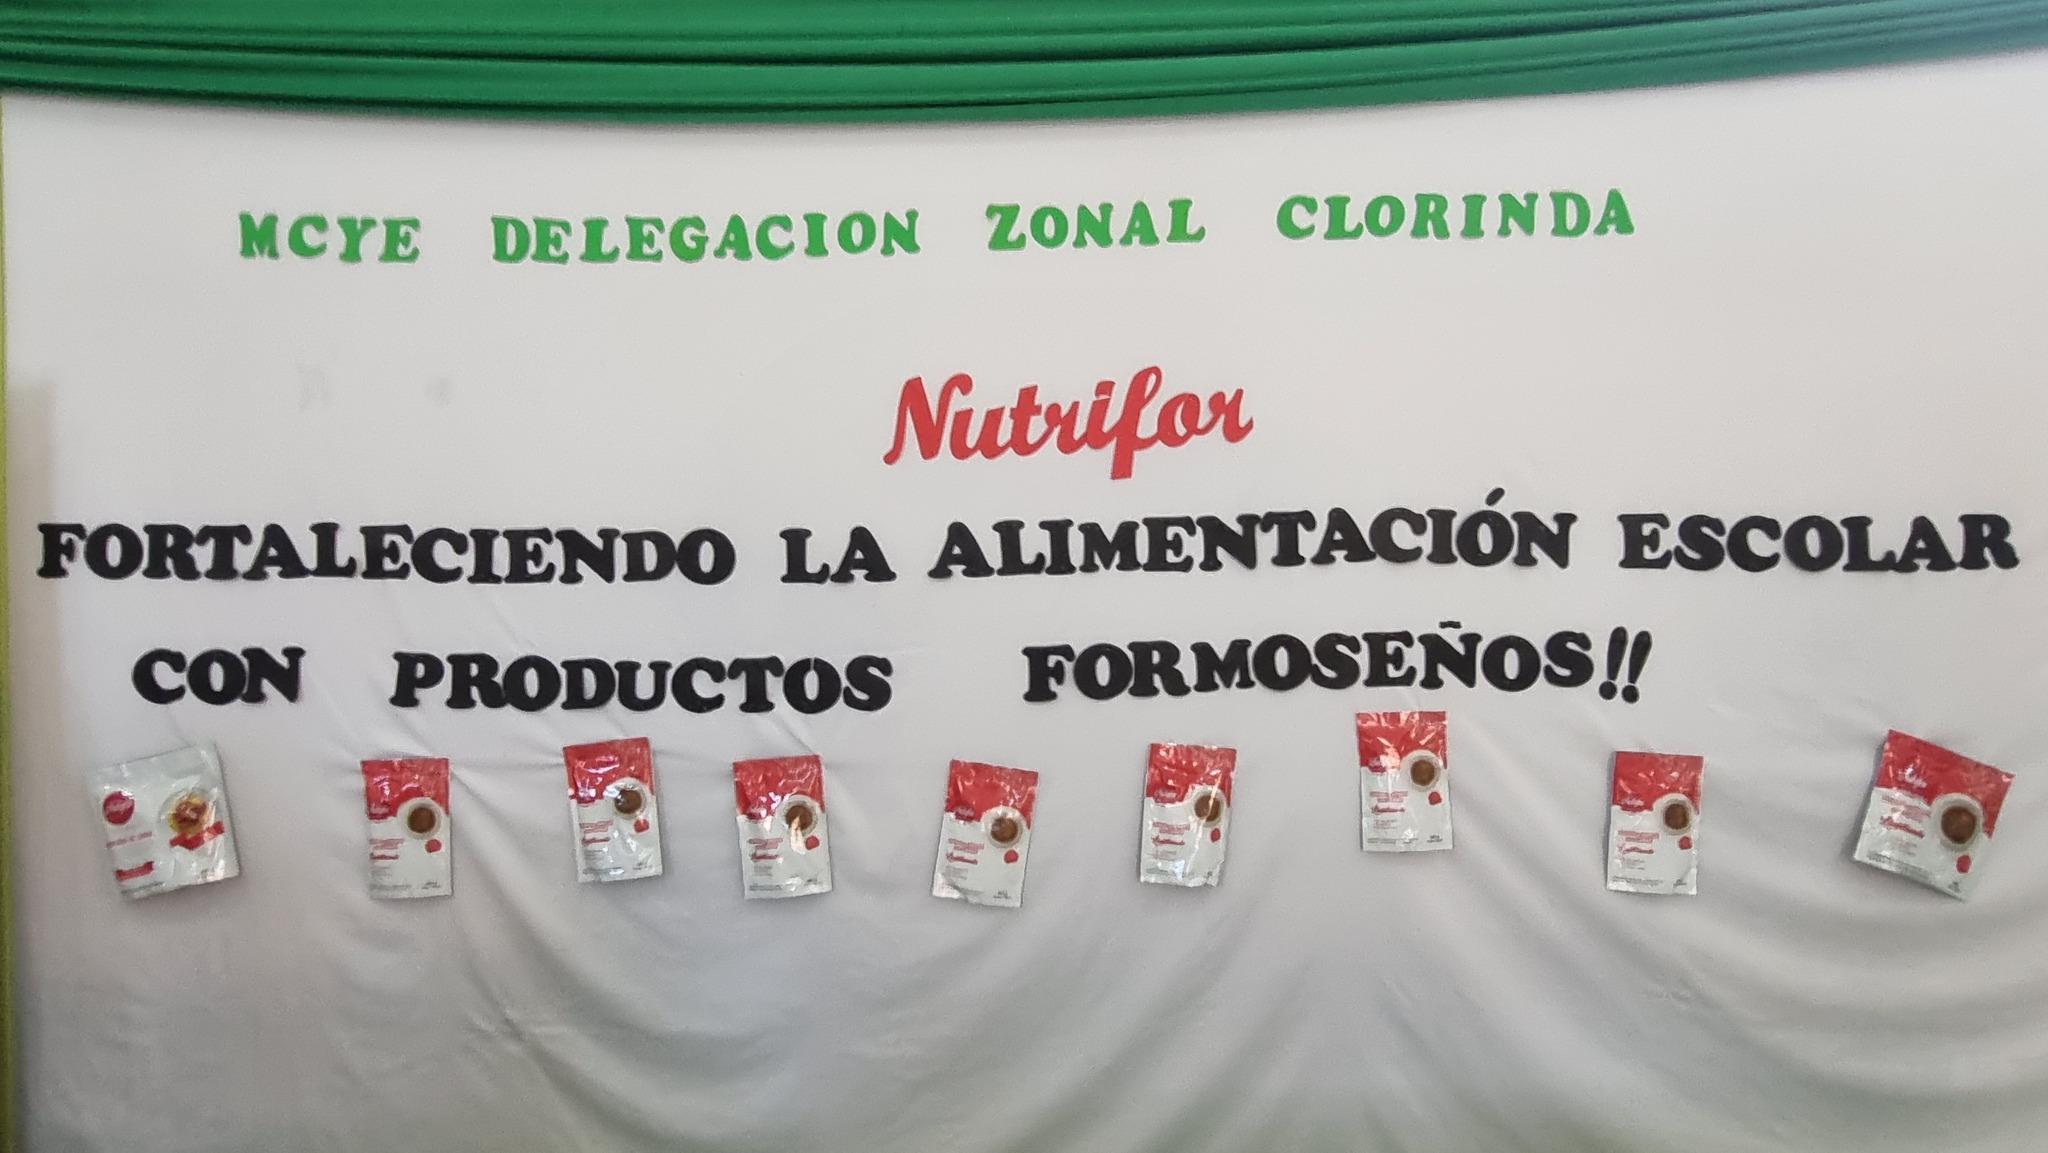 MCYE DELEGACION ZONAL CLORINDA
Nutrifor
FORTALECIENDO LA ALIMENTACIÓN ESCOLAR
CON PRODUCTOS FORMOSEÑOS!!